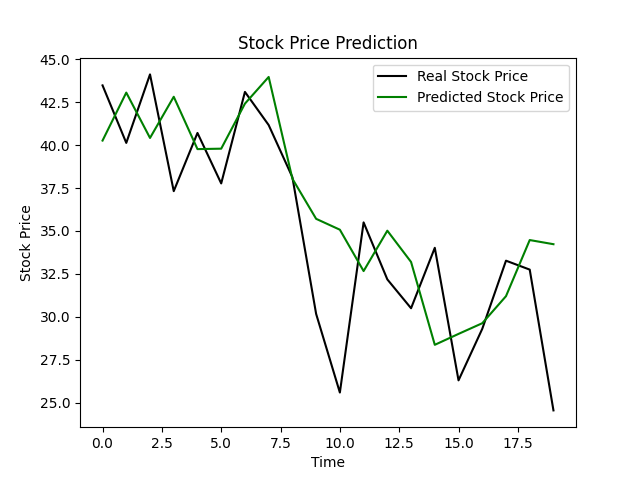 Stock Price Prediction
Real Stock Price
Predicted Stock Price
Stock Price
45.0
42.5
40.0
37.5
35.0
32.5
30.0
27.5
25.0
0.0 2.5 5.0 7.5 10.0 12.5 15.0 17.5
Time